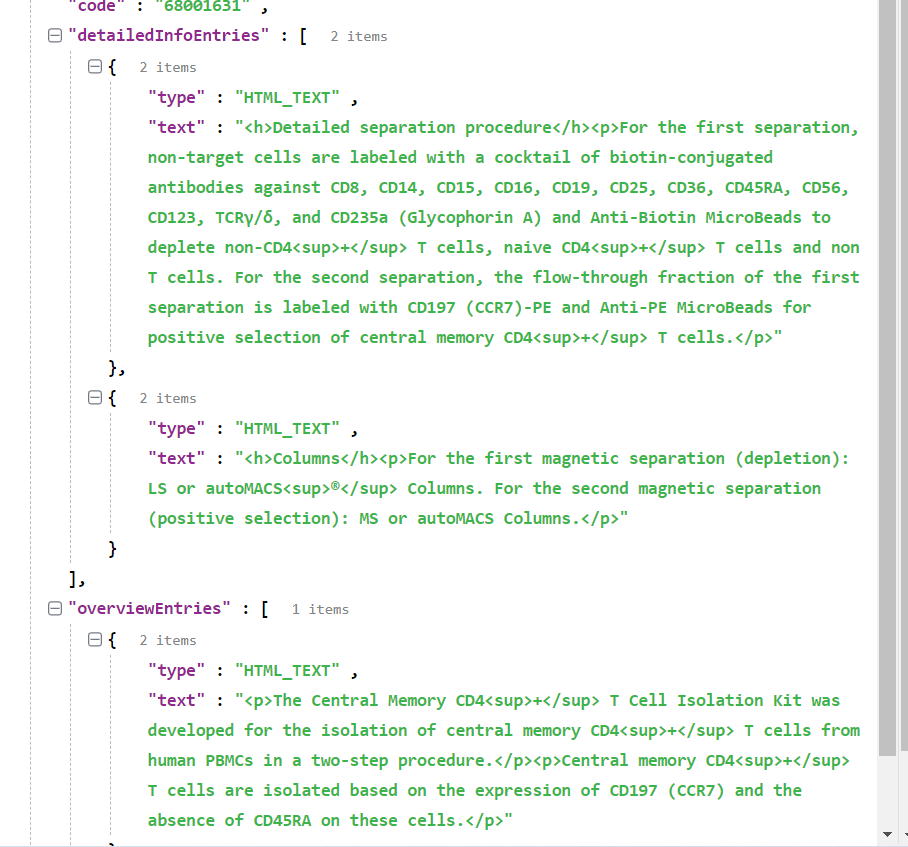 "code" : "68001631" ,
"detailedInfoEntries" : [ 2 items
{ 2 items
"type" : "HTML_TEXT" ,
"text" : "<h>Detailed separation procedure</h><p>For the first separation,
non-target cells are labeled with a cocktail of biotin-conjugated
antibodies against CD8, CD14, CD15, CD16, CD19, CD25, CD36, CD45RA, CD56,
CD123, TCRγ/δ, and CD235a (Glycophorin A) and Anti-Biotin MicroBeads to
deplete non-CD4<sup>+</sup> T cells, naive CD4<sup>+</sup> T cells and non
T cells. For the second separation, the flow-through fraction of the first
separation is labeled with CD197 (CCR7)-PE and Anti-PE MicroBeads for
positive selection of central memory CD4<sup>+</sup> T cells.</p>"
},
{ 2 items
"type" : "HTML_TEXT" ,
"text" : "<h>Columns</h><p>For the first magnetic separation (depletion):
LS or autoMACS<sup>®</sup> Columns. For the second magnetic separation
(positive selection): MS or autoMACS Columns.</p>"
}
],
"overviewEntries" : [ 1 items
{ 2 items
"type" : "HTML_TEXT" ,
"text" : "<p>The Central Memory CD4<sup>+</sup> T Cell Isolation Kit was
developed for the isolation of central memory CD4<sup>+</sup> T cells from
human PBMCs in a two-step procedure.</p><p>Central memory CD4<sup>+</sup>
T cells are isolated based on the expression of CD197 (CCR7) and the
absence of CD45RA on these cells.</p>"